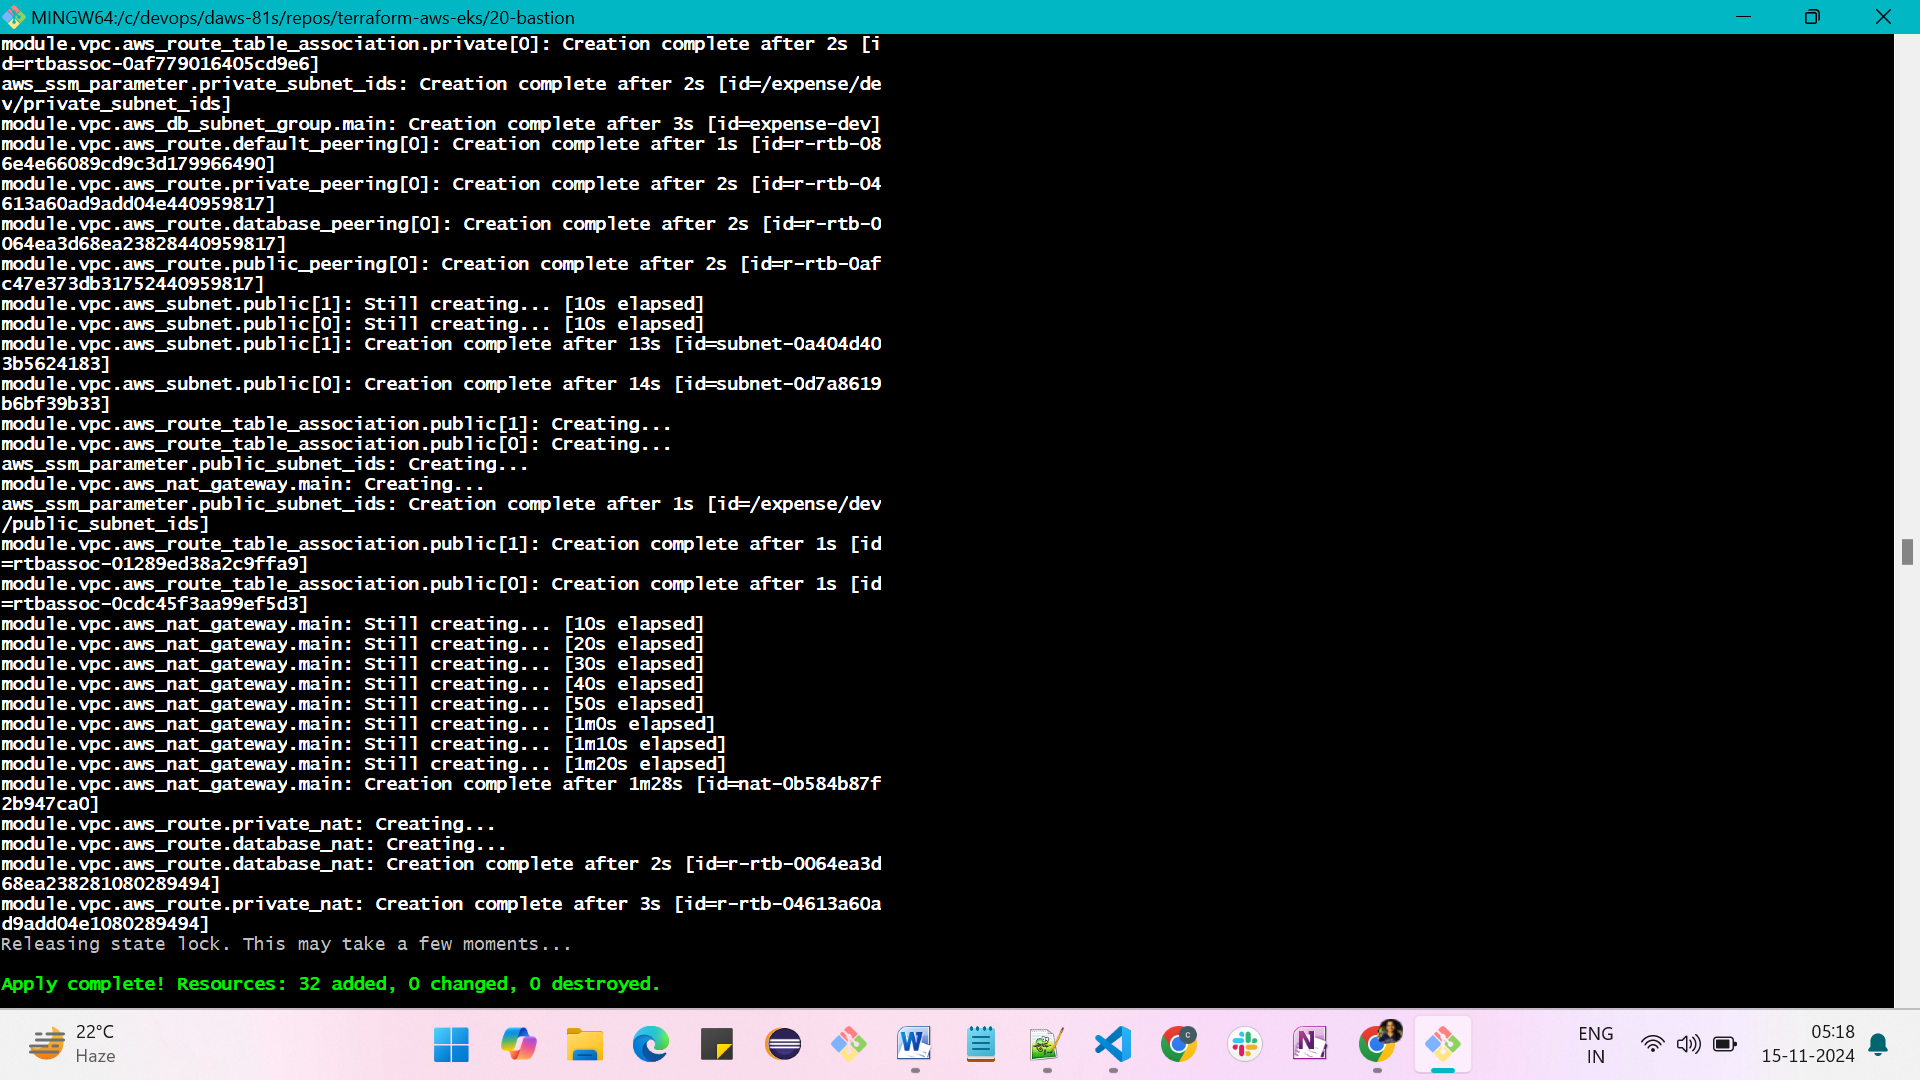 MINGW64:/c/devops/daws-81s/repos/terraform-aws-eks/20-bastion
module.vpc.aws_route_table_association.private[0]: Creation complete after 2s [i
d=rtbassoc-0af779016405cd9e6]
aws_ssm_parameter.private_subnet_ids: Creation complete after 2s [id=/expense/de
v/private_subnet_ids]
module.vpc.aws_db_subnet_group.main: Creation complete after 3s [id=expense-dev]
module.vpc.aws_route.default_peering[0]: Creation complete after 1s [id=r-rtb-08
6e4e66089cd9c3d179966490]
module.vpc.aws_route.private_peering[0]: Creation complete after 2s [id=r-rtb-04
613a60ad9add04e440959817]
module.vpc.aws_route.database_peering[0]: Creation complete after 2s [id=r-rtb-0
064ea3d68ea23828440959817]
module.vpc.aws_route.public_peering[0]: Creation complete after 2s [id=r-rtb-0af
c47e373db31752440959817]
module.vpc.aws_subnet.public[1]: Still creating... [10s elapsed]
module.vpc.aws_subnet.public[0]: Still creating... [10s elapsed]
module.vpc.aws_subnet.public[1]: Creation complete after 13s [id=subnet-0a404d40
3b5624183]
module.vpc.aws_subnet.public[0]: Creation complete after 14s [id=subnet-0d7a8619
b6bf39b33]
module.vpc.aws_route_table_association.public[1]: Creating...
module.vpc.aws_route_table_association.public[0]: Creating...
aws_ssm_parameter.public_subnet_ids: Creating...
module.vpc.aws_nat_gateway.main: Creating...
aws_ssm_parameter.public_subnet_ids: Creation complete after 1s [id=/expense/dev
/public_subnet_ids]
module.vpc.aws_route_table_association.public[1]: Creation complete after 1s [id
=rtbassoc-01289ed38a2c9ffa9]
module.vpc.aws_route_table_association.public[0]: Creation complete after 1s [id
=rtbassoc-0cdc45f3aa99ef5d3]
module.vpc.aws_nat_gateway.main: Still creating... [10s elapsed]
module.vpc.aws_nat_gateway.main: Still creating... [20s elapsed]
module.vpc.aws_nat_gateway.main: Still creating... [30s elapsed]
module.vpc.aws_nat_gateway.main: Still creating... [40s elapsed]
module.vpc.aws_nat_gateway.main: Still creating... [50s elapsed]
module.vpc.aws_nat_gateway.main: Still creating... [1m0s elapsed]
module.vpc.aws_nat_gateway.main: Still creating... [1m10s elapsed]
module.vpc.aws_nat_gateway.main: Still creating... [1m20s elapsed]
module.vpc.aws_nat_gateway.main: Creation complete after 1m28s [id=nat-0b584b87f
2b947ca0]
module.vpc.aws_route.private_nat: Creating...
module.vpc.aws_route.database_nat: Creating...
module.vpc.aws_route.database_nat: Creation complete after 2s [id=r-rtb-0064ea3d
68ea238281080289494]
module.vpc.aws_route.private_nat: Creation complete after 3s [id=r-rtb-04613a60a
d9add04e1080289494]
Releasing state lock. This may take a few moments...
Apply complete! Resources: 32 added, 0 changed, 0 destroyed.
22°C
Haze
ENG
IN
05:18
15-11-2024